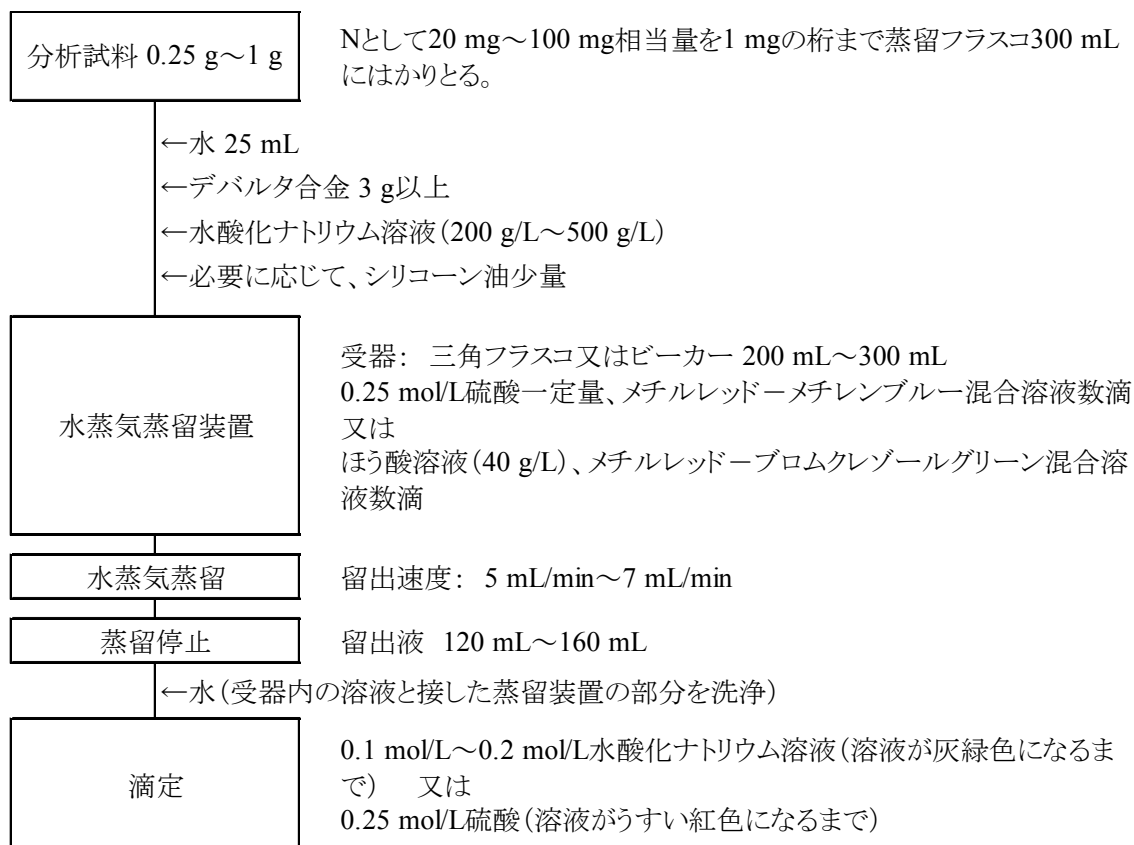 分析試料 0.25 g～1 g
Nとして20 mg～100 mg相当量を1 mgの桁まで蒸留フラスコ300 mL
にはかりとる。
←水 25 mL
←デバルタ合金 3 g以上
←水酸化ナトリウム溶液（200 g/L～500 g/L）
←必要に応じて、シリコーン油少量
水蒸気蒸留装置
受器： 三角フラスコ又はビーカー 200 mL～300 mL
0.25 mol/L硫酸一定量、メチルレッド－メチレンブルー混合溶液数滴
又は
ほう酸溶液（40 g/L）、メチルレッド－ブロムクレゾールグリーン混合溶
液数滴
水蒸気蒸留
留出速度： 5 mL/min～7 mL/min
蒸留停止
留出液 120 mL～160 mL
←水（受器内の溶液と接した蒸留装置の部分を洗浄）
滴定
0.1 mol/L～0.2 mol/L水酸化ナトリウム溶液（溶液が灰緑色になるま
で） 又は
0.25 mol/L硫酸（溶液がうすい紅色になるまで）